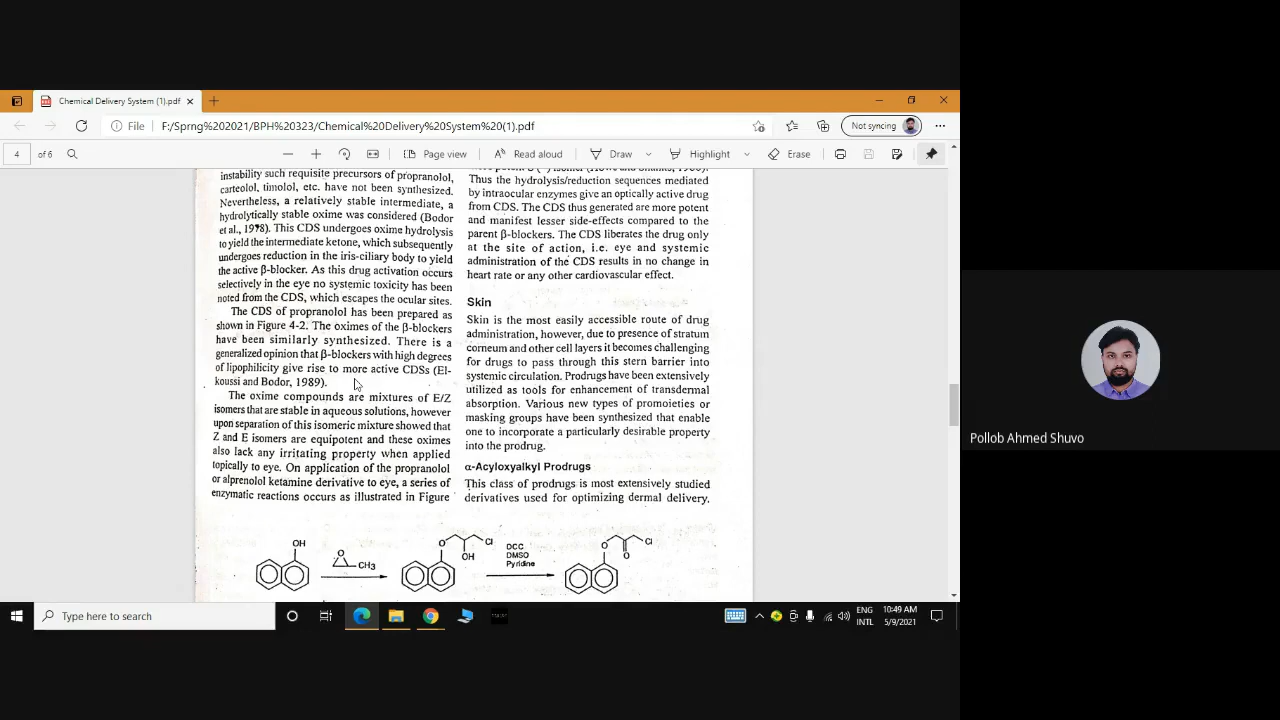 Chemical Delivery System (1).pdf
File
F:/Sprng%202021/BPH%20323/Chemical%20Delivery%20System%20(1).pdf
Not syncing
4
of 6
Page view
Read aloud
Draw
Highlight
Erase
instability such requisite precursors of propranolol,
carteolol, timolol, etc. have not been synthesized.
Nevertheless, a relatively stable intermediate, a
hydrolytically stable oxime was considered (Bodor
et al., 1978). This CDS undergoes oxime hydrolysis
to yield the intermediate ketone, which subsequently
undergoes reduction in the iris-ciliary body to yield
the active β-blocker. As this drug activation occurs
selectively in the eye no systemic toxicity has been
noted from the CDS, which escapes the ocular sites.
The CDS of propranolol has been prepared as
shown in Figure 4-2. The oximes of the β-blockers
have been similarly synthesized. There is a
generalized opinion that β-blockers with high degrees
of lipophilicity give rise to more active CDSs (El-
koussi and Bodor, 1989).
The oxime compounds are mixtures of E/Z
isomers that are stable in aqueous solutions, however
upon separation of this isomeric mixture showed that
Z and E isomers are equipotent and these oximes
also lack any irritating property when applied
topically to eye. On application of the propranolol
or alprenolol ketamine derivative to eye, a series of
enzymatic reactions occurs as illustrated in Figure
Thus the hydrolysis/reduction sequences mediated
by intraocular enzymes give an optically active drug
from CDS. The CDS thus generated are more potent
and manifest lesser side-effects compared to the
parent β-blockers. The CDS liberates the drug only
at the site of action, i.e. eye and systemic
administration of the CDS results in no change in
heart rate or any other cardiovascular effect.
Skin
Skin is the most easily accessible route of drug
administration, however, due to presence of stratum
corneum and other cell layers it becomes challenging
for drugs to pass through this stern barrier into
systemic circulation. Prodrugs have been extensively
utilized as tools for enhancement of transdermal
absorption. Various new types of promoieties or
masking groups have been synthesized that enable
one to incorporate a particularly desirable property
into the prodrug.
α-Acyloxyalkyl Prodrugs
This class of prodrugs is most extensively studied
derivatives used for optimizing dermal delivery.
OH
O
CH3
O
Cl
OH
DCC
DMSO
Pyridine
O
Cl
O
Type here to search
ENG
INTL
10:49 AM
5/9/2021
Pollob Ahmed Shuvo